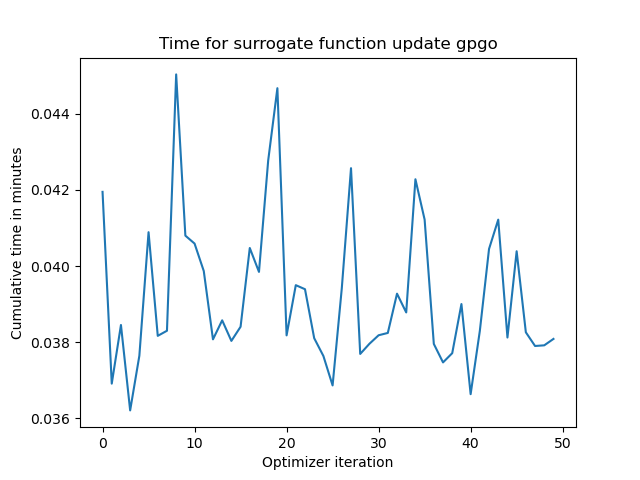 Time for surrogate function update gpgo
Cumulative time in minutes
0.044
0.042
0.040
0.038
0.036
0 10 20 30 40 50
Optimizer iteration